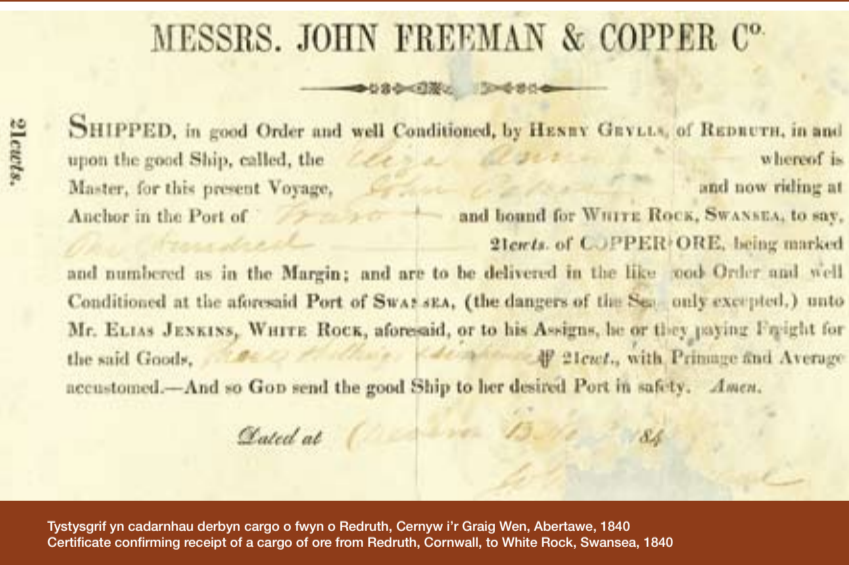 MESSRS. JOHN FREEMAN & COPPER Co.
21cwts.
SHIPPED, in good Order and well Conditioned, by HENRY GRYLLS, of REDRUTH, in and
upon the good Ship, called, the Eliza Ann whereof is
Master, for this present Voyage, John and now riding at
Anchor in the Port of Truro and bound for WHITE ROCK, SWANSEA, to say,
One hundred 21cwts. of COPPER ORE, being marked
and numbered as in the Margin; and are to be delivered in the like good Order and well
Conditioned at the aforesaid Port of SWANSEA, (the dangers of the Sea only excepted,) unto
Mr. ELIAS JENKINS, WHITE ROCK, aforesaid, or to his Assigns, he or they paying Freight for
the said Goods, three shillings ⅌ 21cwt., with Primage and Average
accustomed.—And so GOD send the good Ship to her desired Port in safety. Amen.
Dated at 184
Tystysgrif yn cadarnhau derbyn cargo o fwyn o Redruth, Cernyw i'r Graig Wen, Abertawe, 1840
Certificate confirming receipt of a cargo of ore from Redruth, Cornwall, to White Rock, Swansea, 1840